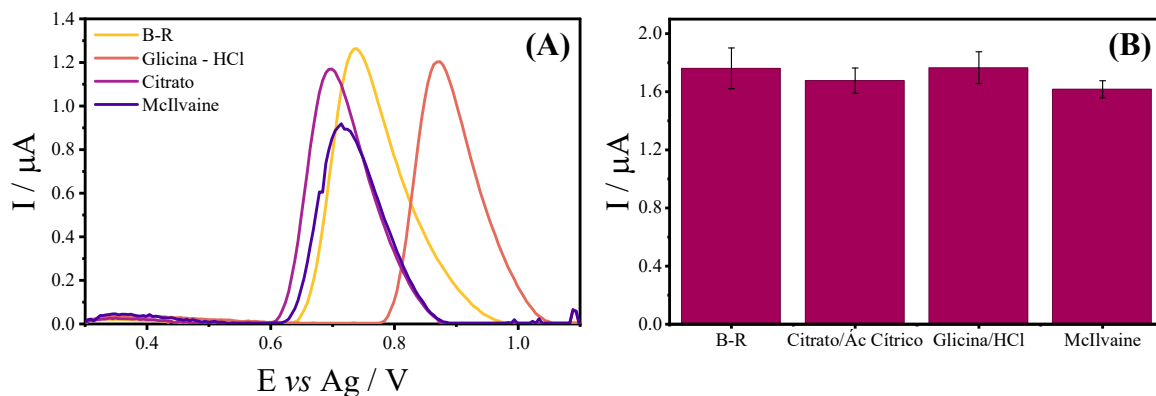 (A)
B-R
Glicina - HCl
Citrato
McIlvaine
I / μA
1.4
1.2
1.0
0.8
0.6
0.4
0.2
0.0
0.4 0.6 0.8 1.0
E vs Ag / V
(B)
I / μA
2.0
1.6
1.2
0.8
0.4
0.0
B-R Citrato/Ác Cítrico Glicina/HCl McIlvaine